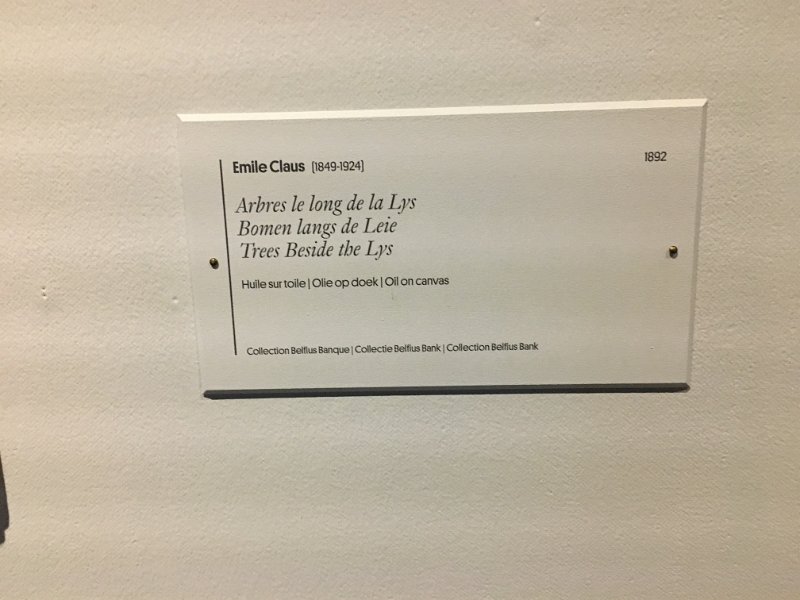 Emile Claus [1849-1924] 1892
Arbres le long de la Lys
Bomen langs de Leie
Trees Beside the Lys
Huile sur toile | Olie op doek | Oil on canvas
Collection Belfius Banque | Collectie Belfius Bank | Collection Belfius Bank